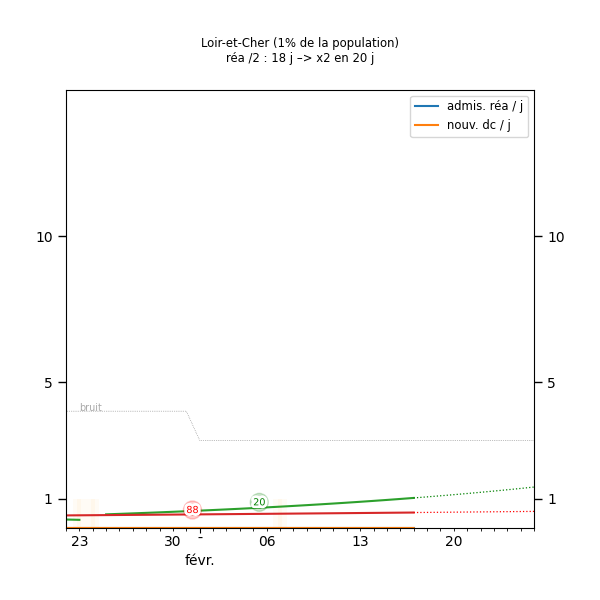 Loir-et-Cher (1% de la population)
réa /2 : 18 j –> x2 en 20 j
admis. réa / j
nouv. dc / j
10
10
5
5
bruit
1
1
88
20
23
30
-
06
13
20
févr.